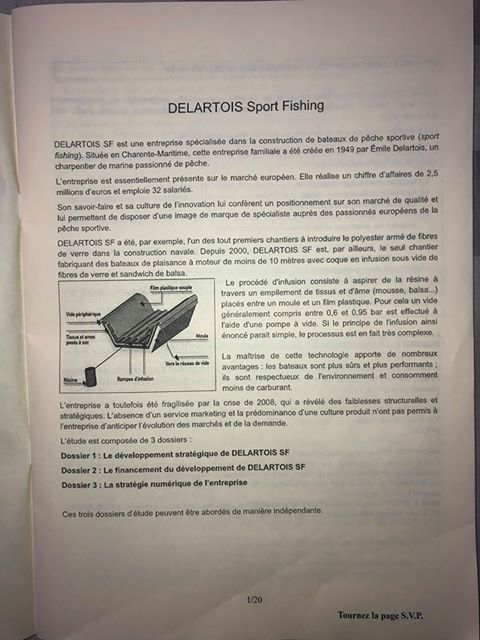 DELARTOIS Sport Fishing
DELARTOIS SF est une entreprise spécialisée dans la construction de bateaux de pêche sportive (sport
fishing). Située en Charente-Maritime, cette entreprise familiale a été créée en 1949 par Émile Delartois, un
charpentier de marine passionné de pêche.
L'entreprise est essentiellement présente sur le marché européen. Elle réalise un chiffre d'affaires de 2,5
millions d'euros et emploie 32 salariés.
Son savoir-faire et sa culture de l'innovation lui confèrent un positionnement sur son marché de qualité et
lui permettent de disposer d'une image de marque de spécialiste auprès des passionnés européens de la
pêche sportive.
DELARTOIS SF a été, par exemple, l'un des tout premiers chantiers à introduire le polyester armé de fibres
de verre dans la construction navale. Depuis 2000, DELARTOIS SF est, par ailleurs, le seul chantier
fabriquant des bateaux de plaisance à moteur de moins de 10 mètres avec coque en infusion sous vide de
fibres de verre et sandwich de balsa.
Film plastique souple
Vide périphérique
Tissus et ames
posés à sec
Moule
Vers le réseau de vide
Résine
Rampes d'infusion
Le procédé d'infusion consiste à aspirer de la résine à
travers un empilement de tissus et d'âme (mousse, balsa...)
placés entre un moule et un film plastique. Pour cela un vide
généralement compris entre 0,6 et 0,95 bar est effectué à
l'aide d'une pompe à vide. Si le principe de l'infusion ainsi
énoncé parait simple, le processus est en fait très complexe.
La maîtrise de cette technologie apporte de nombreux
avantages : les bateaux sont plus sûrs et plus performants ;
ils sont respectueux de l'environnement et consomment
moins de carburant.
L'entreprise a toutefois été fragilisée par la crise de 2008, qui a révélé des faiblesses structurelles et
stratégiques. L'absence d'un service marketing et la prédominance d'une culture produit n'ont pas permis à
l'entreprise d'anticiper l'évolution des marchés et de la demande.
L'étude est composée de 3 dossiers :
Dossier 1 : Le développement stratégique de DELARTOIS SF
Dossier 2 : Le financement du développement de DELARTOIS SF
Dossier 3 : La stratégie numérique de l'entreprise
Ces trois dossiers d'étude peuvent être abordés de manière indépendante.
1/20
Tournez la page S.V.P.